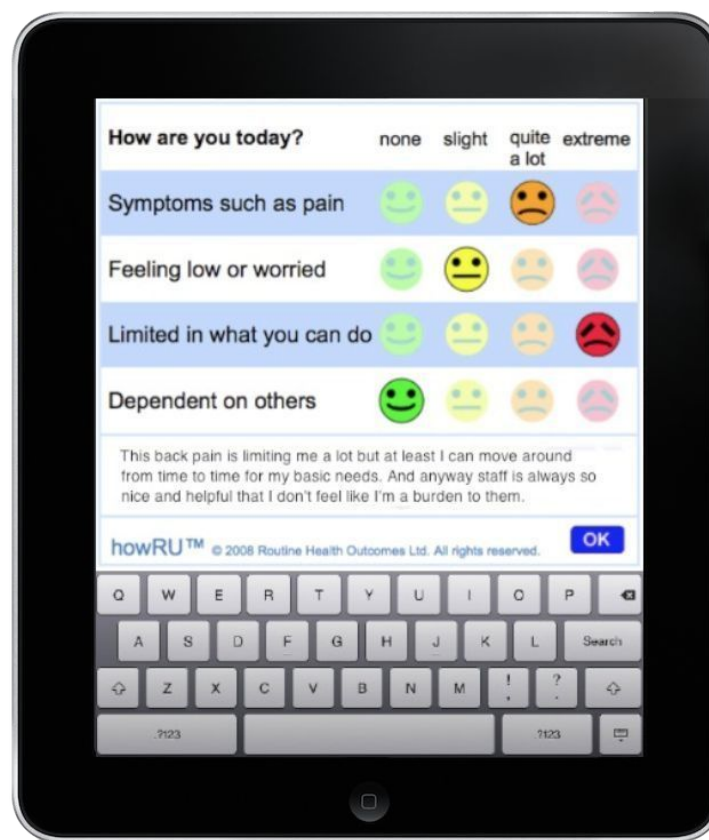 How are you today?
none slight quite a lot extreme
Symptoms such as pain
Feeling low or worried
Limited in what you can do
Dependent on others
This back pain is limiting me a lot but at least I can move around
from time to time for my basic needs. And anyway staff is always so
nice and helpful that I don't feel like I'm a burden to them.
howRU™ © 2008 Routine Health Outcomes Ltd. All rights reserved. OK
Q W E R T Y U I O P
A S D F G H J K L Search
Z X C V B N M ! , ? .
.?123 .?123